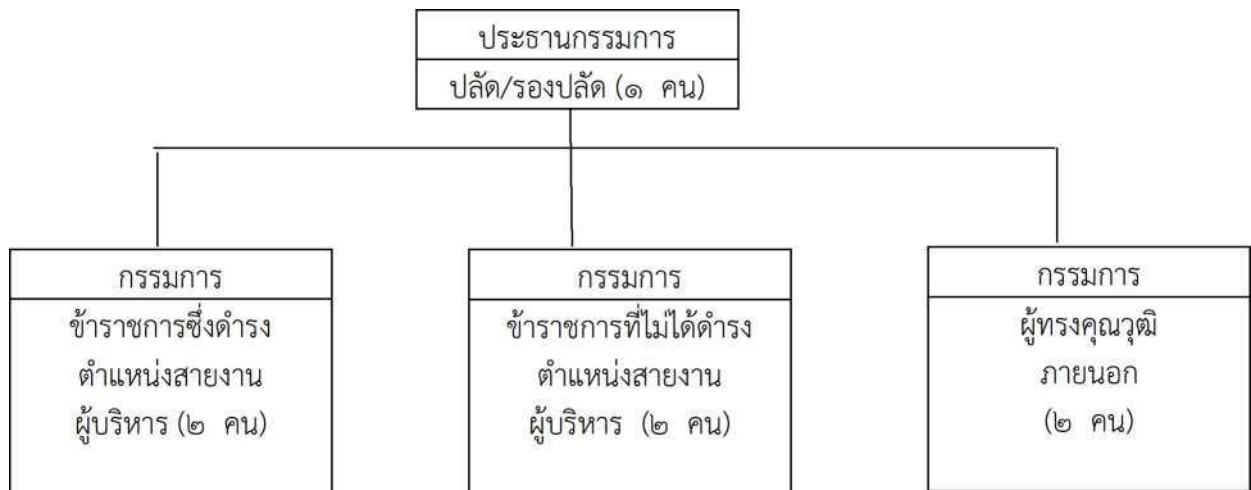 ประธานกรรมการ
ปลัด/รองปลัด (๑ คน)
กรรมการ
ข้าราชการซึ่งดำรง
ตำแหน่งสายงาน
ผู้บริหาร (๒ คน)
กรรมการ
ข้าราชการที่ไม่ได้ดำรง
ตำแหน่งสายงาน
ผู้บริหาร (๒ คน)
กรรมการ
ผู้ทรงคุณวุฒิ
ภายนอก
(๒ คน)